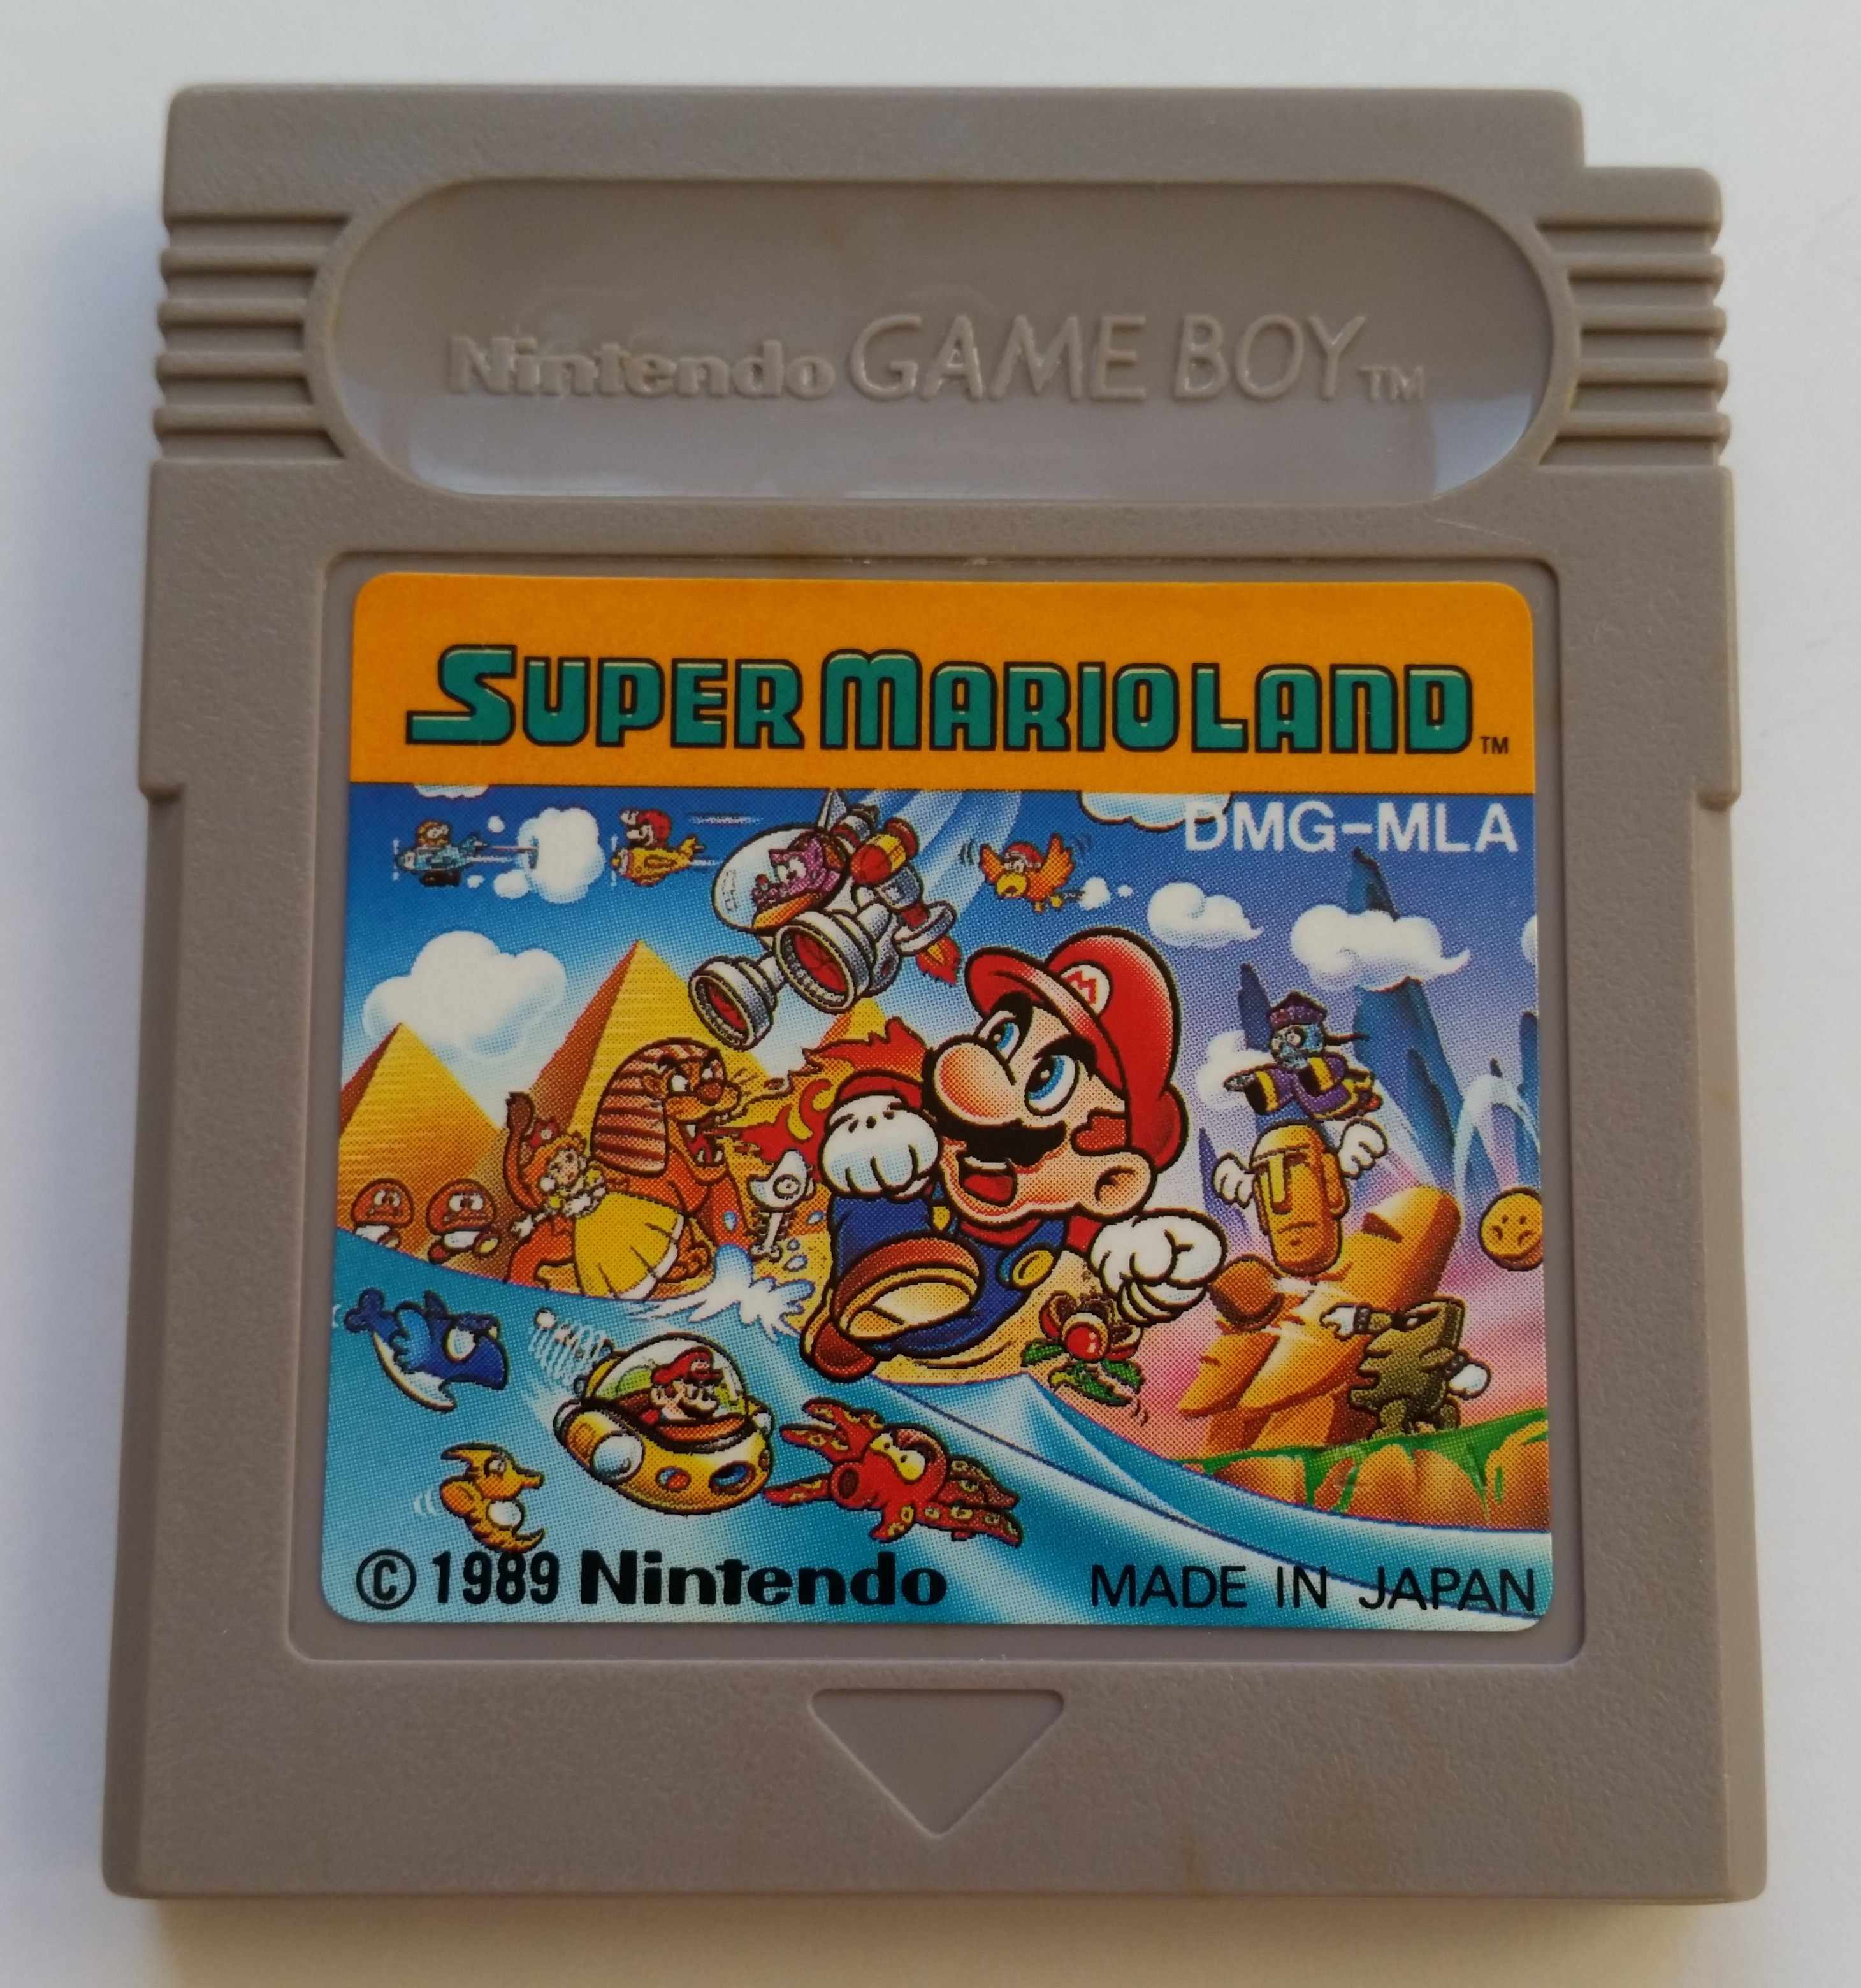 Nintendo GAME BOY™
SUPER MARIO LAND™
DMG-MLA
M
© 1989 Nintendo
MADE IN JAPAN